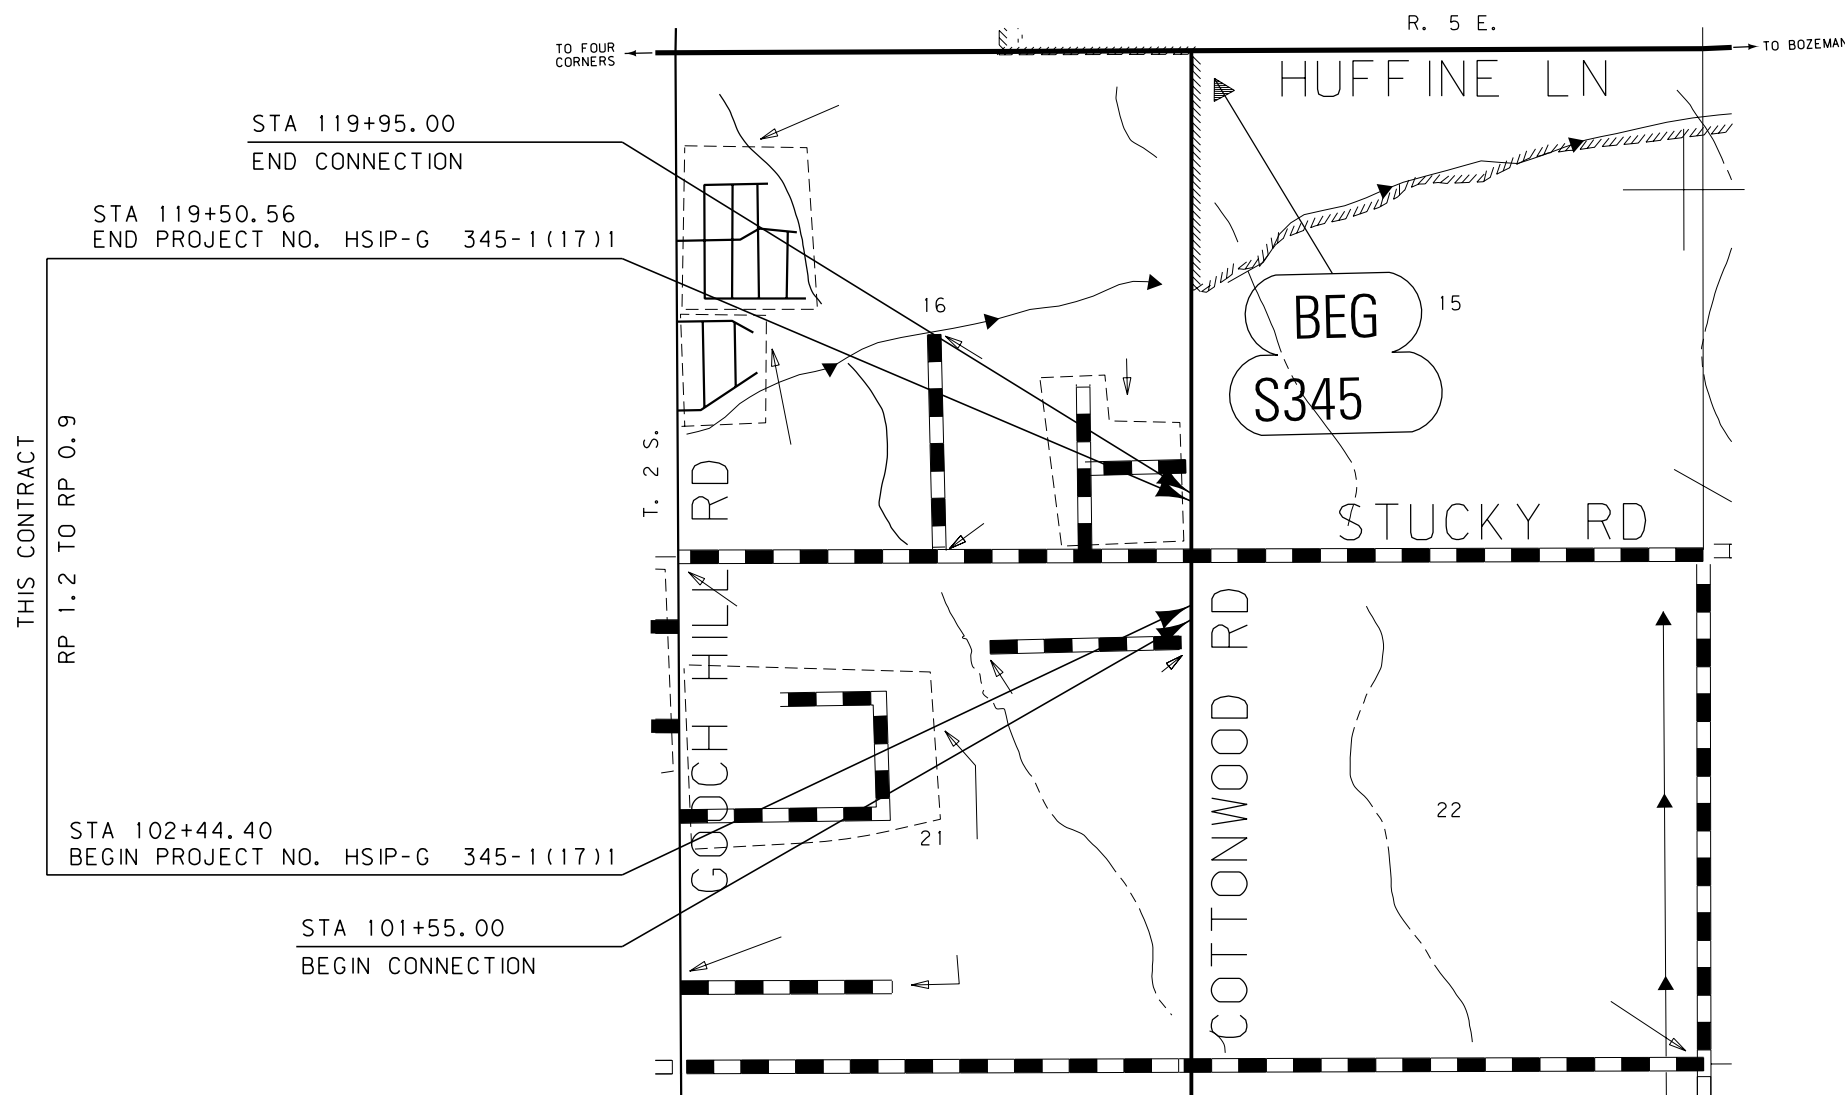 R. 5 E.
TO FOUR
CORNERS
TO BOZEMAN
HUFFINE LN
STA 119+95.00
END CONNECTION
STA 119+50.56
END PROJECT NO. HSIP-G 345-1(17)1
16
BEG
15
S345
THIS CONTRACT
RP 1.2 TO RP 0.9
T. 2 S.
STUCKY RD
GOOCH HILL RD
COTTONWOOD RD
STA 102+44.40
BEGIN PROJECT NO. HSIP-G 345-1(17)1
21
22
STA 101+55.00
BEGIN CONNECTION